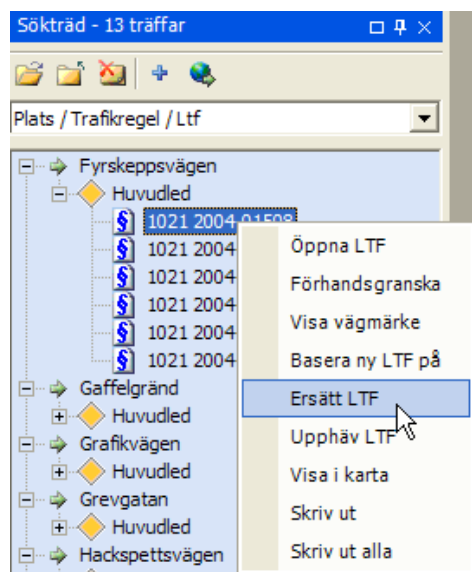 Sökträd - 13 träffar
Plats / Trafikregel / Ltf
Fyrskeppsvägen
Huvudled
1021 2004-01508
1021 2004
1021 2004
1021 2004
1021 2004
1021 2004
Gaffelgränd
Huvudled
Grafikvägen
Huvudled
Grevgatan
Huvudled
Hackspettsvägen
Öppna LTF
Förhandsgranska
Visa vägmärke
Basera ny LTF på
Ersätt LTF
Upphäv LTF
Visa i karta
Skriv ut
Skriv ut alla